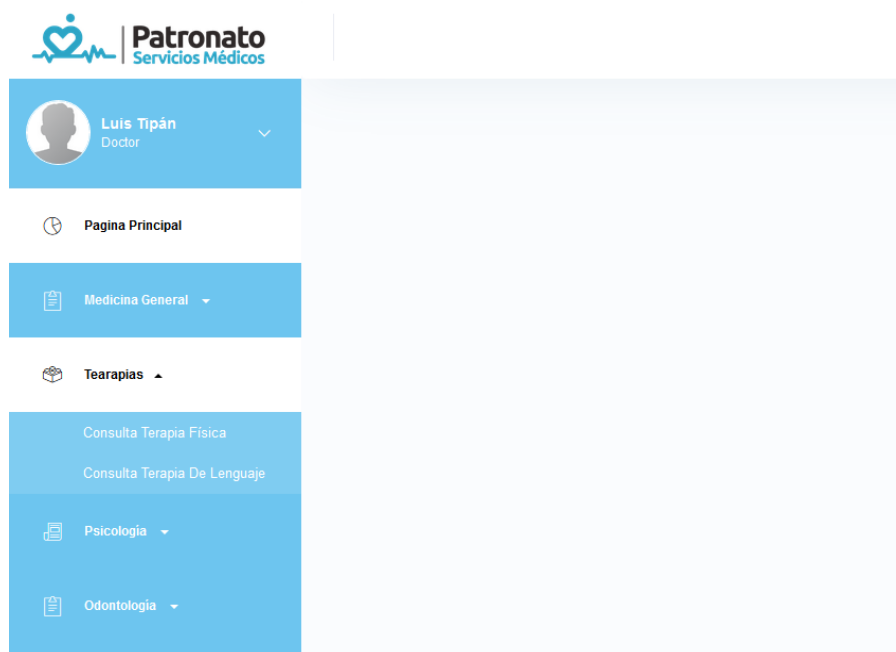 Patronato
Servicios Médicos
Luis Tipán
Doctor
Pagina Principal
Medicina General
Tearapias
Consulta Terapia Física
Consulta Terapia De Lenguaje
Psicología
Odontología